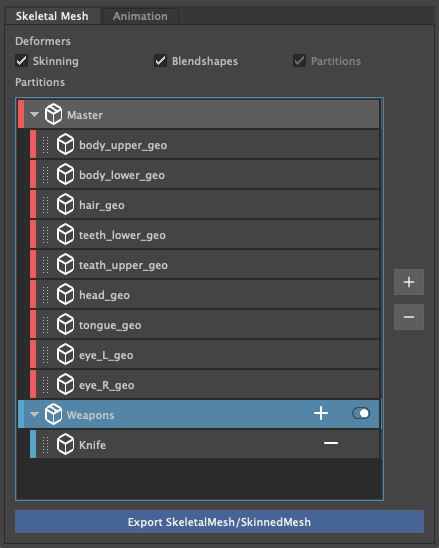 Skeletal Mesh Animation
Deformers
Skinning Blendshapes Partitions
Partitions
Master
body_upper_geo
body_lower_geo
hair_geo
teeth_lower_geo
teath_upper_geo
head_geo
tongue_geo
eye_L_geo
eye_R_geo
Weapons
Knife
Export SkeletalMesh/SkinnedMesh